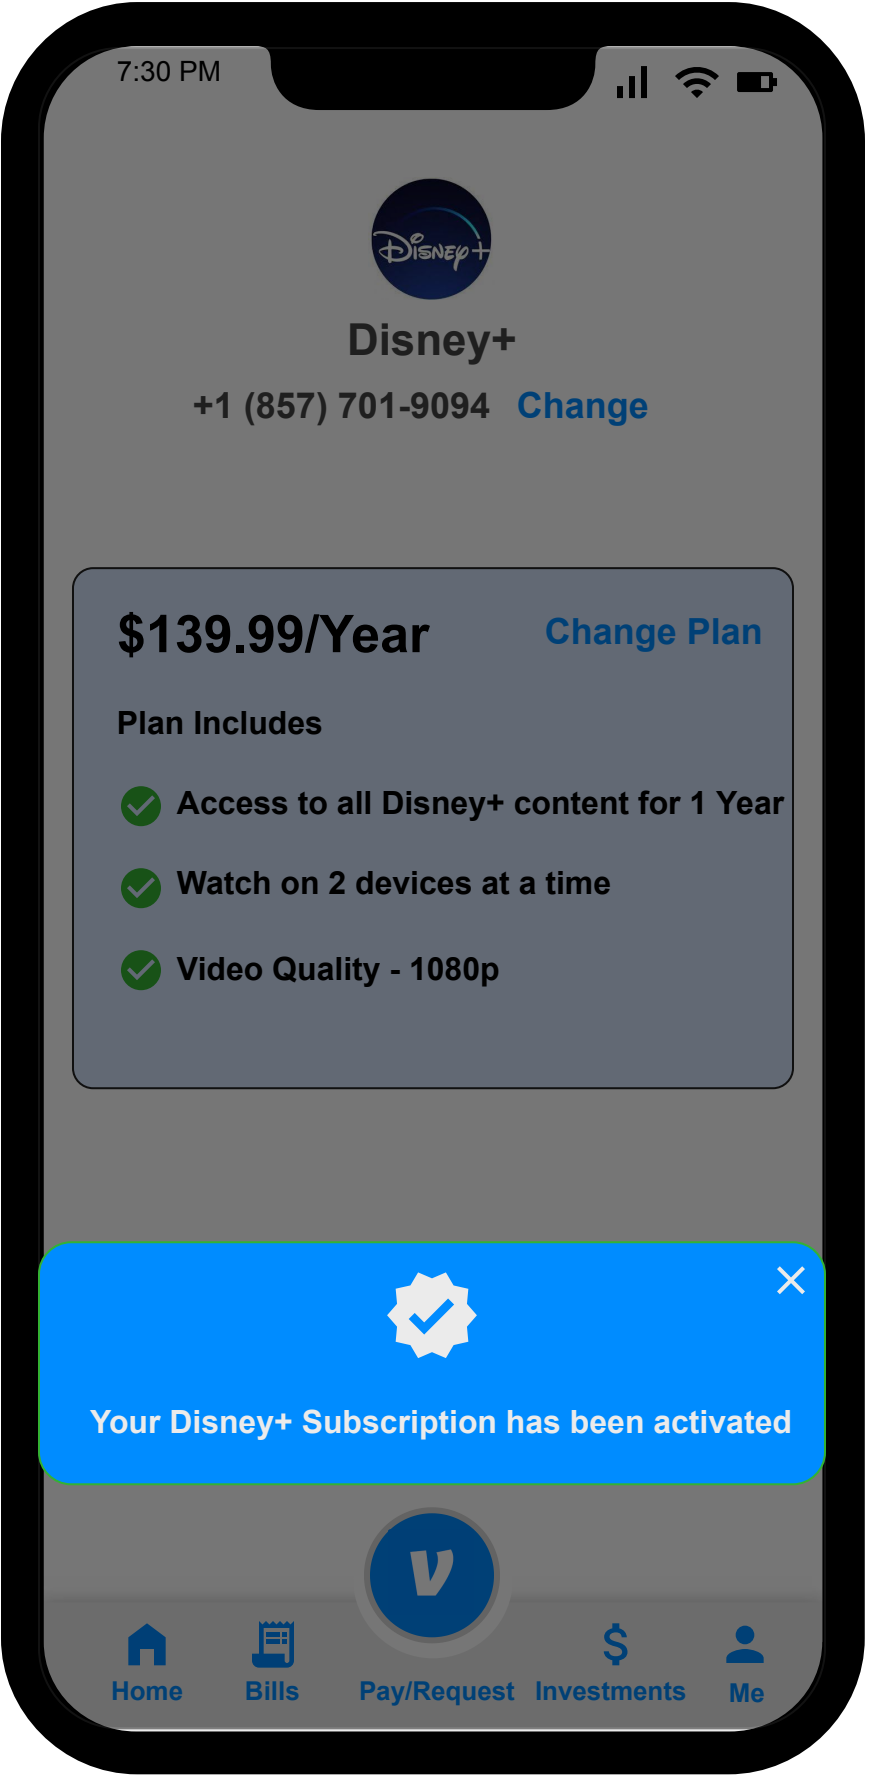 7:30 PM
Disney+
Disney+
+1 (857) 701-9094 Change
$139.99/Year Change Plan
Plan Includes
Access to all Disney+ content for 1 Year
Watch on 2 devices at a time
Video Quality - 1080p
Your Disney+ Subscription has been activated
V
Home Bills Pay/Request Investments Me